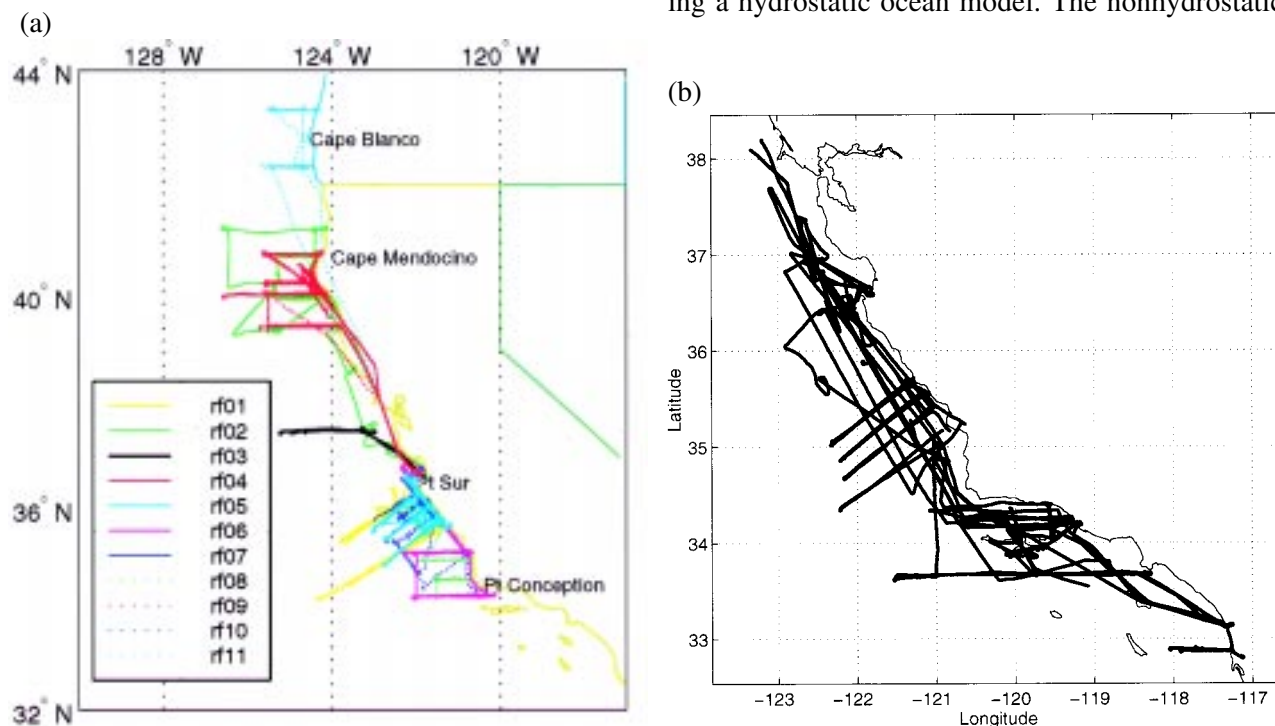 ing a hydrostatic ocean model. The nonhydrostatic
(a)
128° W 124° W 120° W
44° N
Cape Blanco
Cape Mendocino
40° N
rf01
rf02
rf03
rf04
rf05
rf06
rf07
rf08
rf09
rf10
rf11
Pt Sur
36° N
Pt Conception
32° N
(b)
38
37
36
35
34
33
Latitude
-123 -122 -121 -120 -119 -118 -117
Longitude